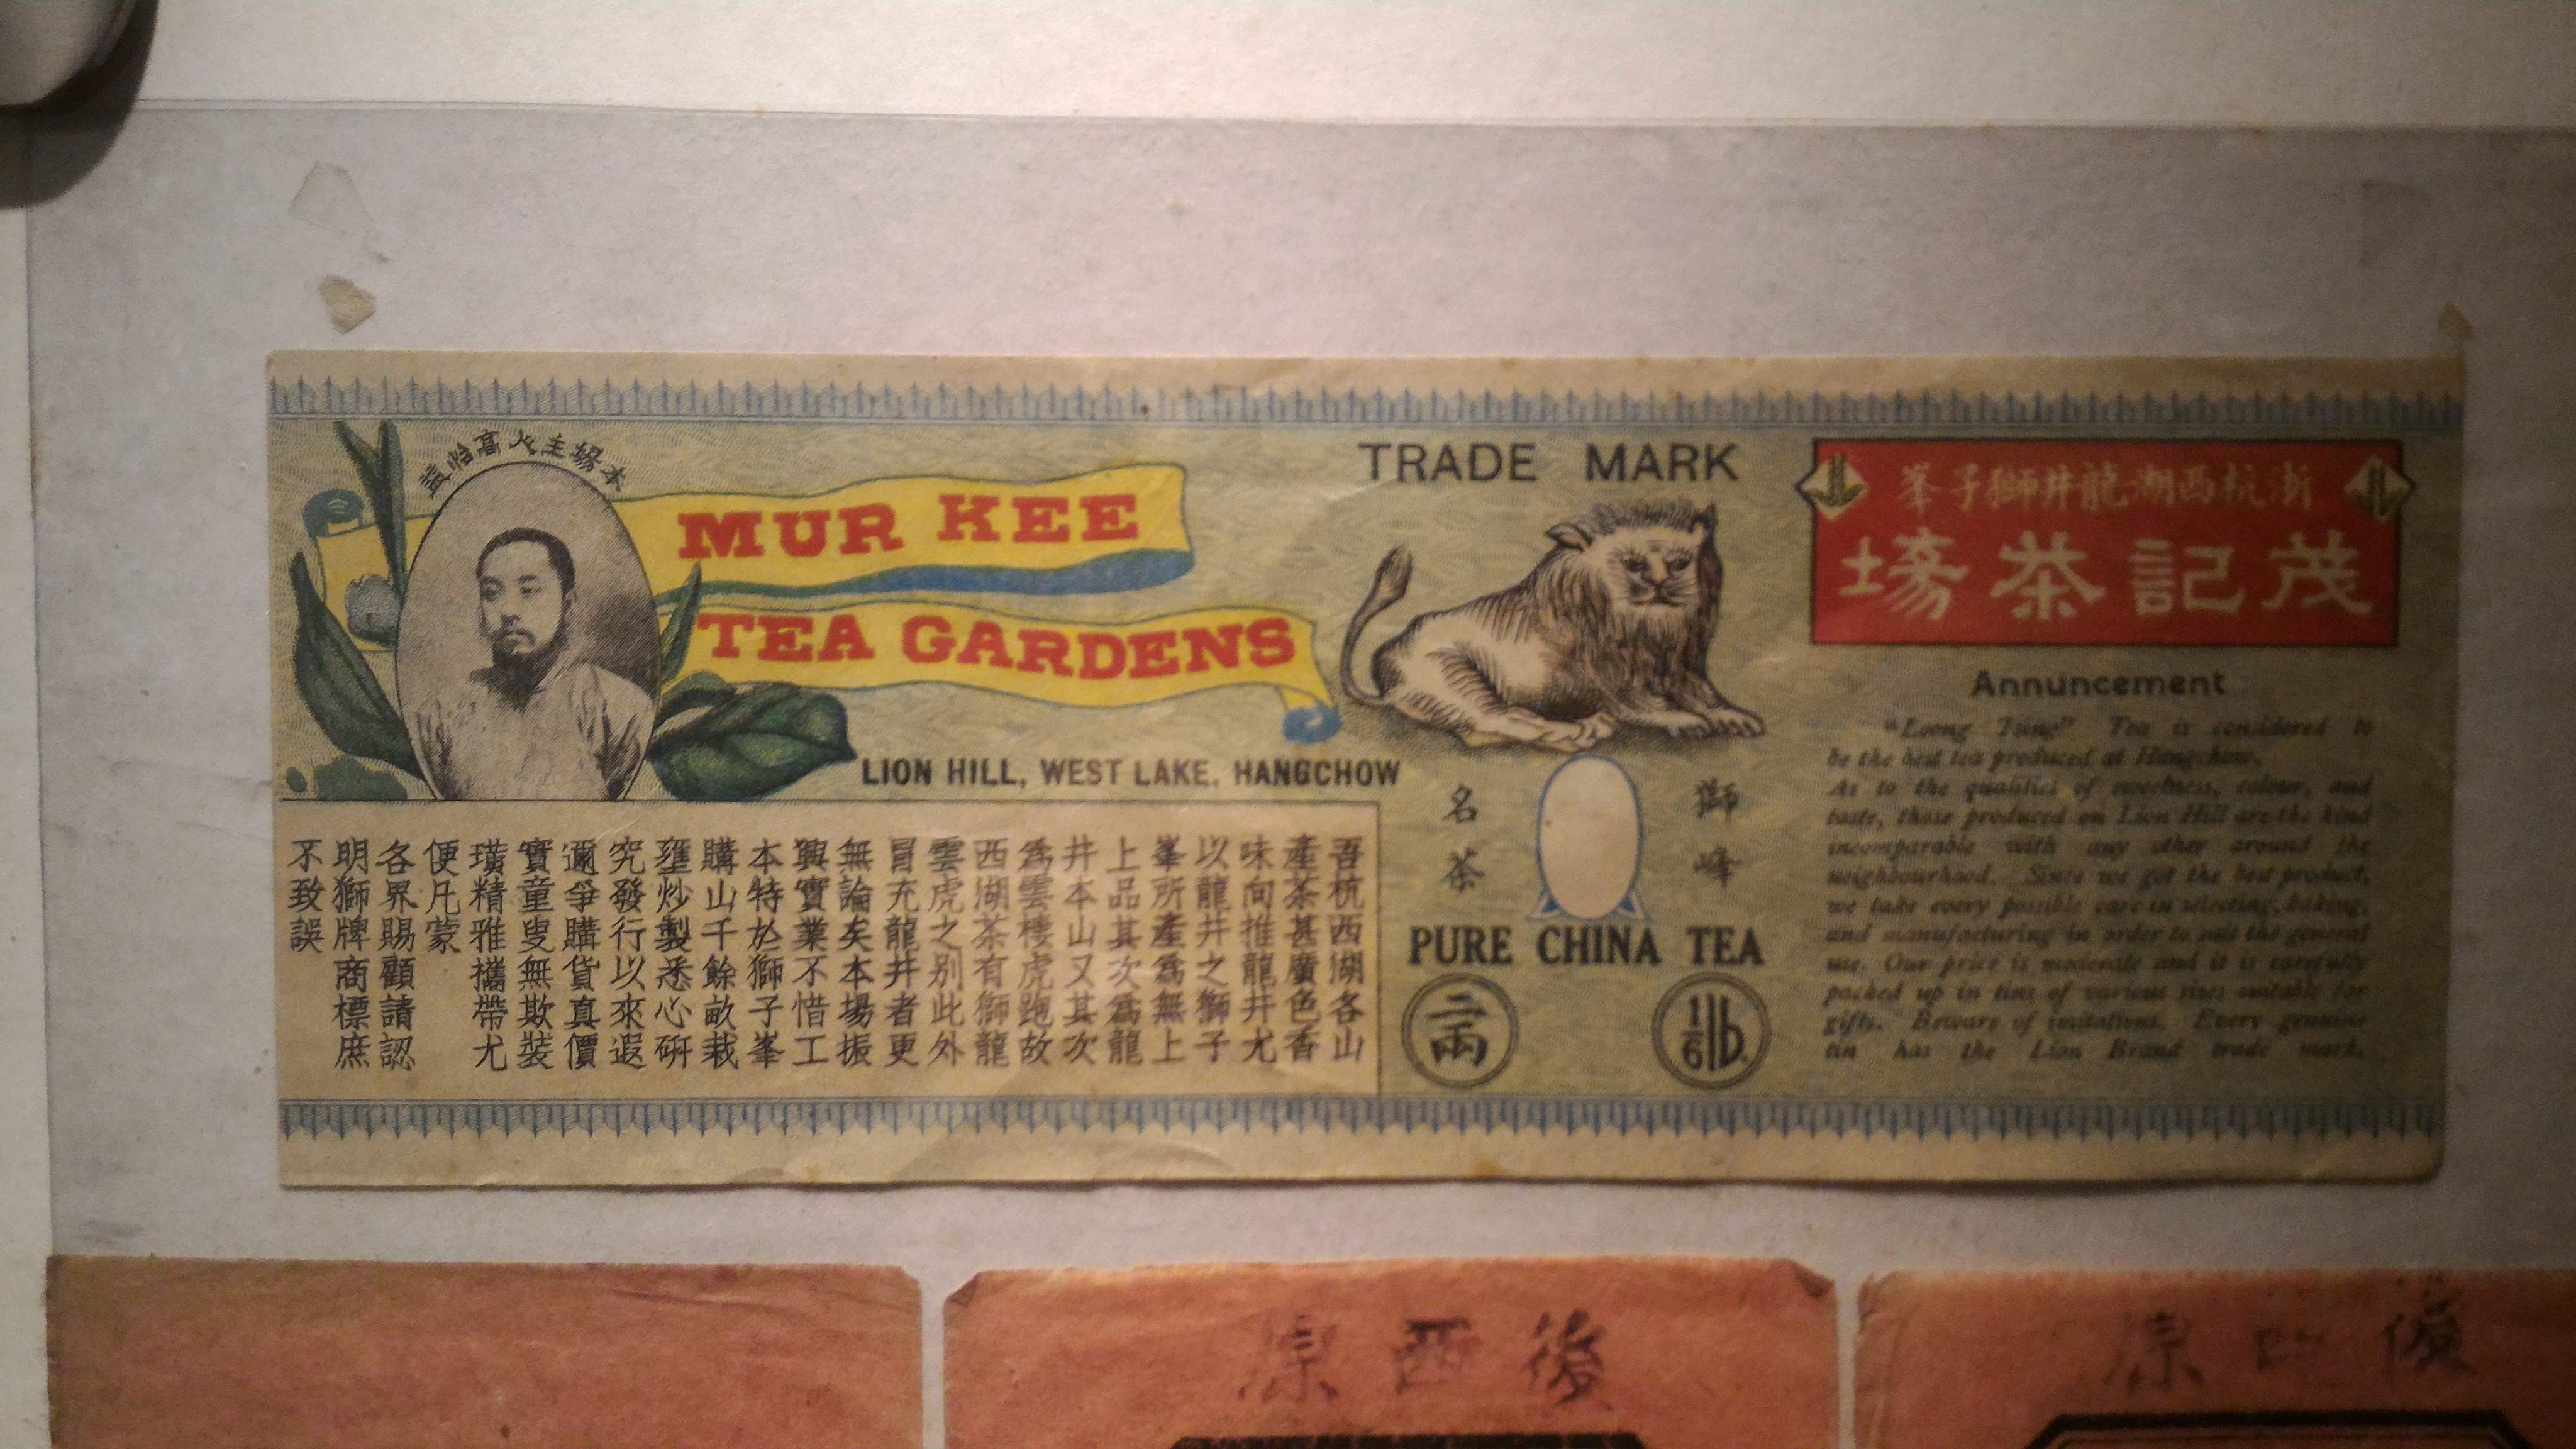 本場主人高怡益
MUR KEE
TEA GARDENS
LION HILL, WEST LAKE, HANGCHOW
吾杭西湖各山
產茶甚廣色香
味向推龍井尤
以龍井之獅子
峯所產爲無上
上品其次爲龍
井本山又其次
爲雲棲虎跑故
西湖茶有獅龍
雲虎之别此外
冒充龍井者更
無論矣本場振
興實業不惜工
本特於獅子峯
購山千餘畝栽
壅炒製悉心硏
究發行以來遐
邇爭購貨真價
實童叟無欺裝
璜精雅攜帶尤
便凡蒙
各界賜顧請認
明獅牌商標庶
不致誤
TRADE MARK
獅峰
名茶
PURE CHINA TEA
二兩
1/6 lb.
浙杭西湖龍井獅子峯
茂記茶場
Annuncement
"Loong Tsing" Tea is considered to
be the best tea produced at Hangchow.
As to the qualities of sweetness, colour, and
taste, those produced on Lion Hill are the kind
incomparable with any other around the
neighbourhood. Since we got the best product,
we take every possible care in selecting, baking,
and manufacturing in order to suit the general
use. Our price is moderate and it is carefully
packed up in tins of various sizes suitable for
gifts. Beware of imitations. Every genuine
tin has the Lion Brand trade mark.
後西